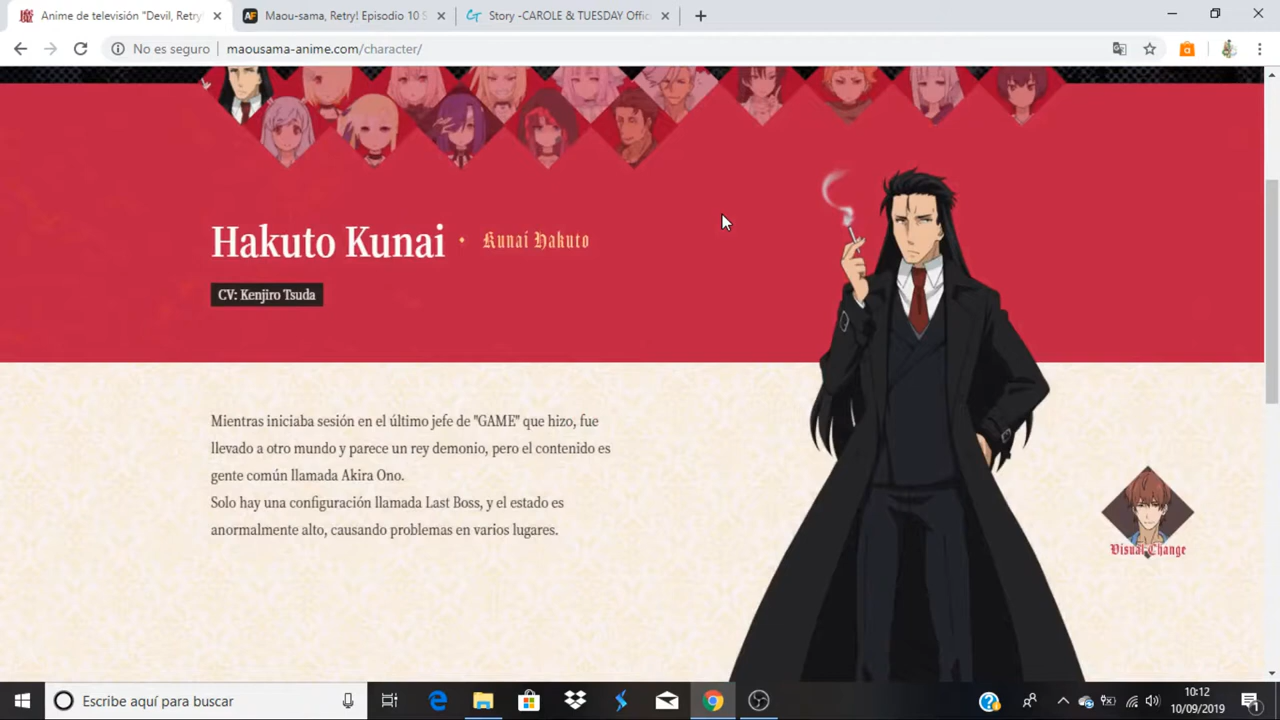 Anime de televisión "Devil, Retry!
Maou-sama, Retry! Episodio 10 S
Story -CAROLE & TUESDAY Offic
No es seguro
maousama-anime.com/character/
Hakuto Kunai
Kunai Hakuto
CV: Kenjiro Tsuda
Mientras iniciaba sesión en el último jefe de "GAME" que hizo, fue
llevado a otro mundo y parece un rey demonio, pero el contenido es
gente común llamada Akira Ono.
Solo hay una configuración llamada Last Boss, y el estado es
anormalmente alto, causando problemas en varios lugares.
Visual Change
Escribe aquí para buscar
10:12
10/09/2019